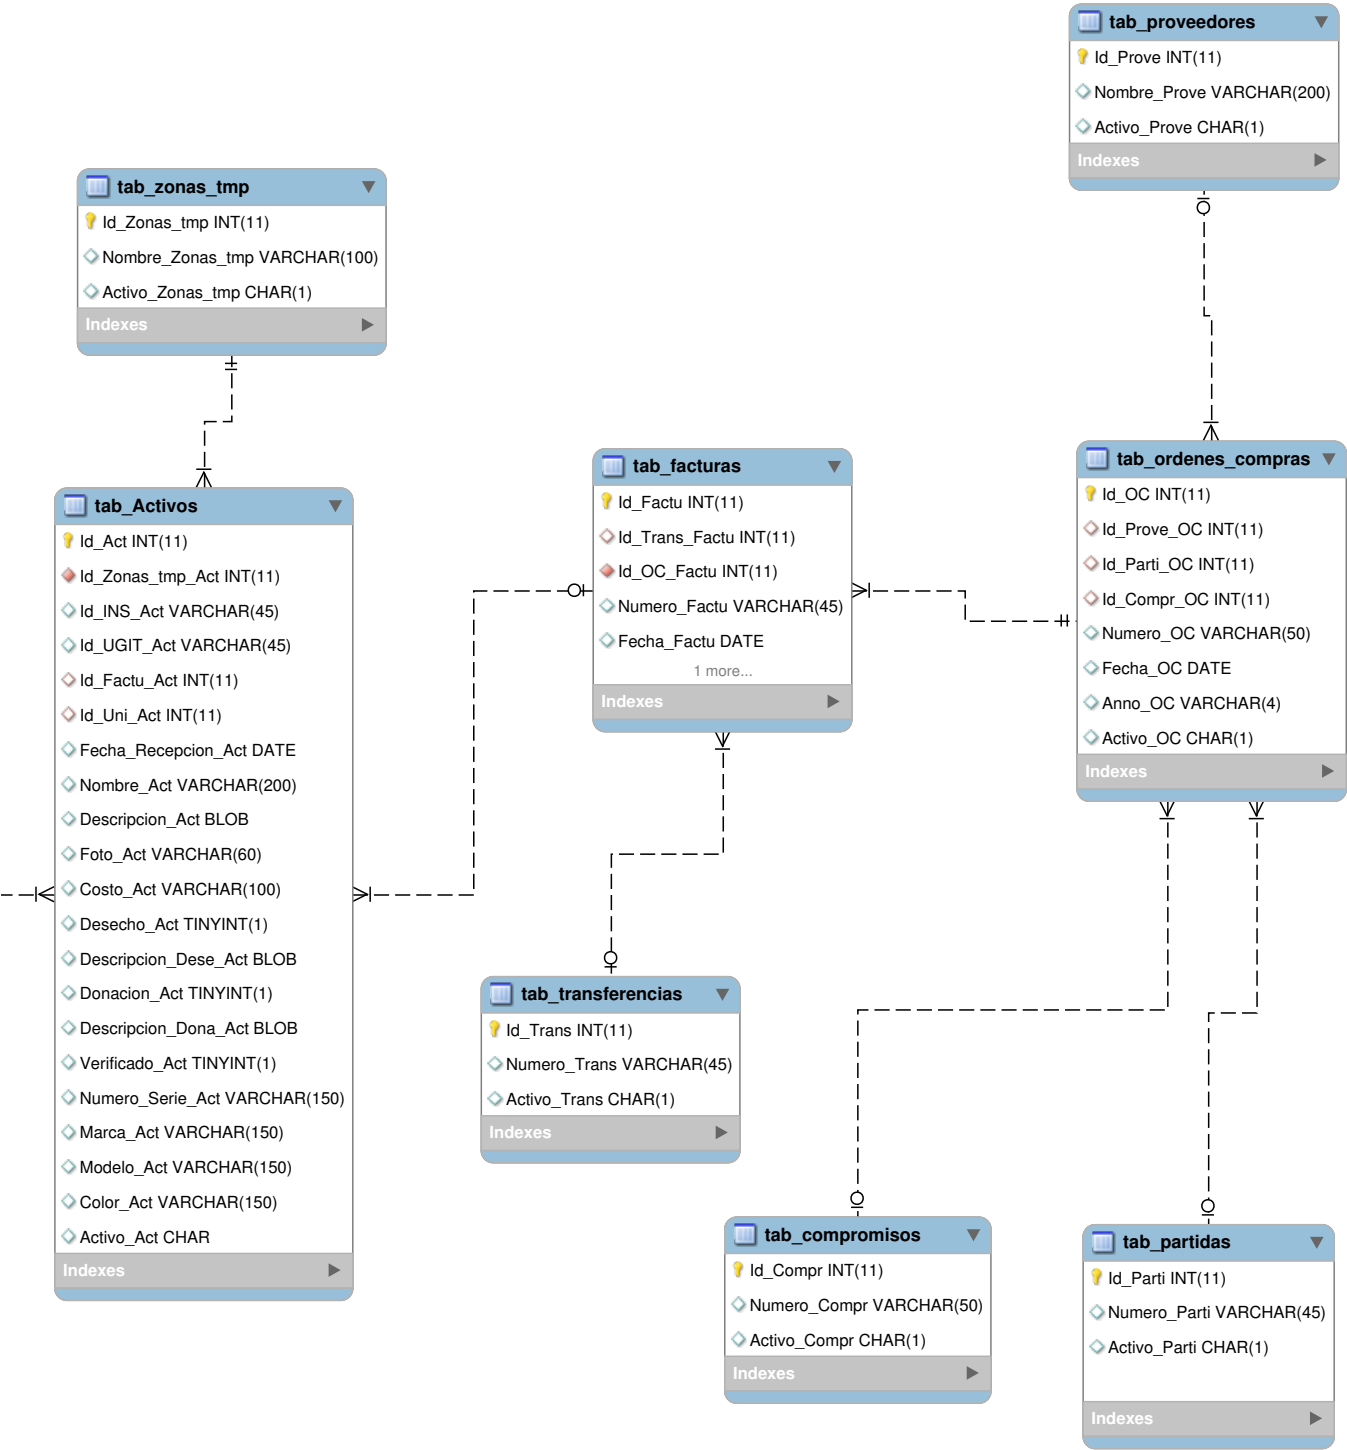 tab_proveedores
Id_Prove INT(11)
Nombre_Prove VARCHAR(200)
Activo_Prove CHAR(1)
Indexes
tab_zonas_tmp
Id_Zonas_tmp INT(11)
Nombre_Zonas_tmp VARCHAR(100)
Activo_Zonas_tmp CHAR(1)
Indexes
tab_Activos
Id_Act INT(11)
Id_Zonas_tmp_Act INT(11)
Id_INS_Act VARCHAR(45)
Id_UGIT_Act VARCHAR(45)
Id_Factu_Act INT(11)
Id_Uni_Act INT(11)
Fecha_Recepcion_Act DATE
Nombre_Act VARCHAR(200)
Descripcion_Act BLOB
Foto_Act VARCHAR(60)
Costo_Act VARCHAR(100)
Desecho_Act TINYINT(1)
Descripcion_Dese_Act BLOB
Donacion_Act TINYINT(1)
Descripcion_Dona_Act BLOB
Verificado_Act TINYINT(1)
Numero_Serie_Act VARCHAR(150)
Marca_Act VARCHAR(150)
Modelo_Act VARCHAR(150)
Color_Act VARCHAR(150)
Activo_Act CHAR
Indexes
tab_facturas
Id_Factu INT(11)
Id_Trans_Factu INT(11)
Id_OC_Factu INT(11)
Numero_Factu VARCHAR(45)
Fecha_Factu DATE
1 more...
Indexes
tab_ordenes_compras
Id_OC INT(11)
Id_Prove_OC INT(11)
Id_Parti_OC INT(11)
Id_Compr_OC INT(11)
Numero_OC VARCHAR(50)
Fecha_OC DATE
Anno_OC VARCHAR(4)
Activo_OC CHAR(1)
Indexes
tab_transferencias
Id_Trans INT(11)
Numero_Trans VARCHAR(45)
Activo_Trans CHAR(1)
Indexes
tab_compromisos
Id_Compr INT(11)
Numero_Compr VARCHAR(50)
Activo_Compr CHAR(1)
Indexes
tab_partidas
Id_Parti INT(11)
Numero_Parti VARCHAR(45)
Activo_Parti CHAR(1)
Indexes